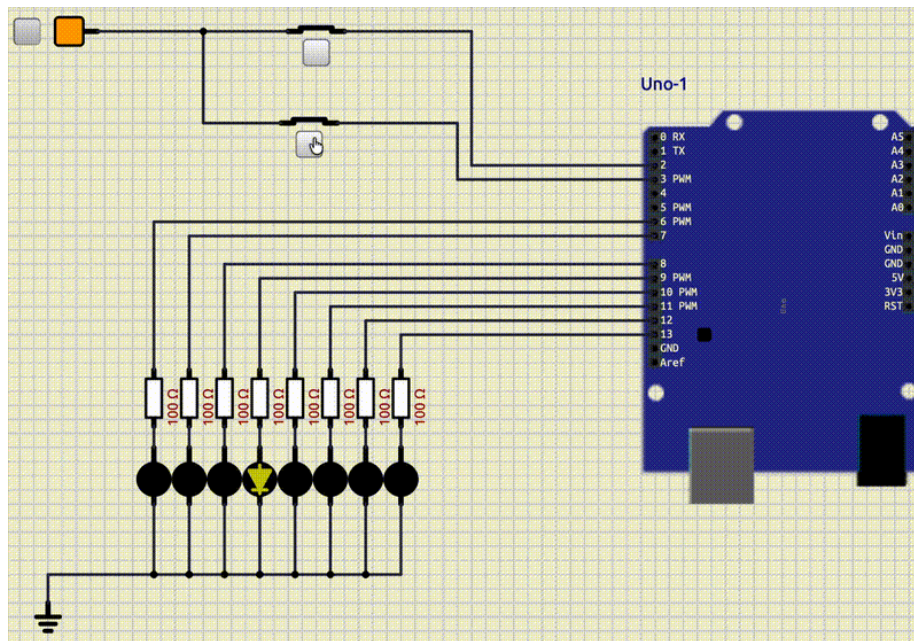 Uno-1
0 RX
1 TX
2
3 PWM
4
5 PWM
6 PWM
7
8
9 PWM
10 PWM
11 PWM
12
13
GND
Aref
A5
A4
A3
A2
A1
A0
Vin
GND
GND
5V
3V3
RST
Uno
100 Ω
100 Ω
100 Ω
100 Ω
100 Ω
100 Ω
100 Ω
100 Ω